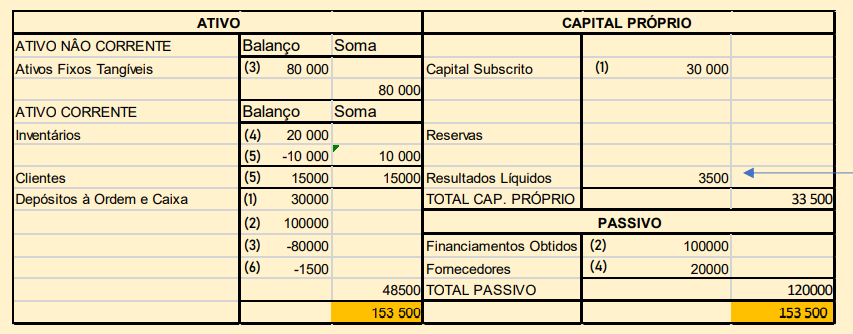 ATIVO CAPITAL PRÓPRIO
ATIVO NÂO CORRENTE Balanço Soma
Ativos Fixos Tangíveis (3) 80 000 Capital Subscrito (1) 30 000
80 000
ATIVO CORRENTE Balanço Soma
Inventários (4) 20 000 Reservas
(5) -10 000 10 000
Clientes (5) 15000 15000 Resultados Líquidos 3500
Depósitos à Ordem e Caixa (1) 30000 TOTAL CAP. PRÓPRIO 33 500
(2) 100000 PASSIVO
(3) -80000 Financiamentos Obtidos (2) 100000
(6) -1500 Fornecedores (4) 20000
48500 TOTAL PASSIVO 120000
153 500 153 500